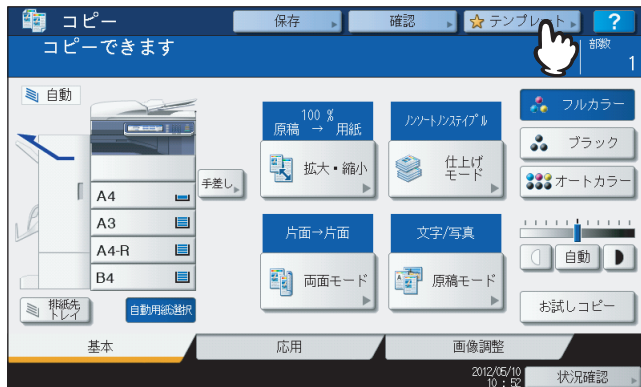 コピー
保存
確認
テンプレート
?
コピーできます
部数
1
自動
A4
A3
A4-R
B4
手差し
排紙先
トレイ
自動用紙選択
100 %
原稿 → 用紙
拡大・縮小
ノンソートノンステイプル
仕上げ
モード
片面→片面
両面モード
文字/写真
原稿モード
フルカラー
ブラック
オートカラー
自動
お試しコピー
基本
応用
画像調整
2012/05/10
10 : 52
状況確認